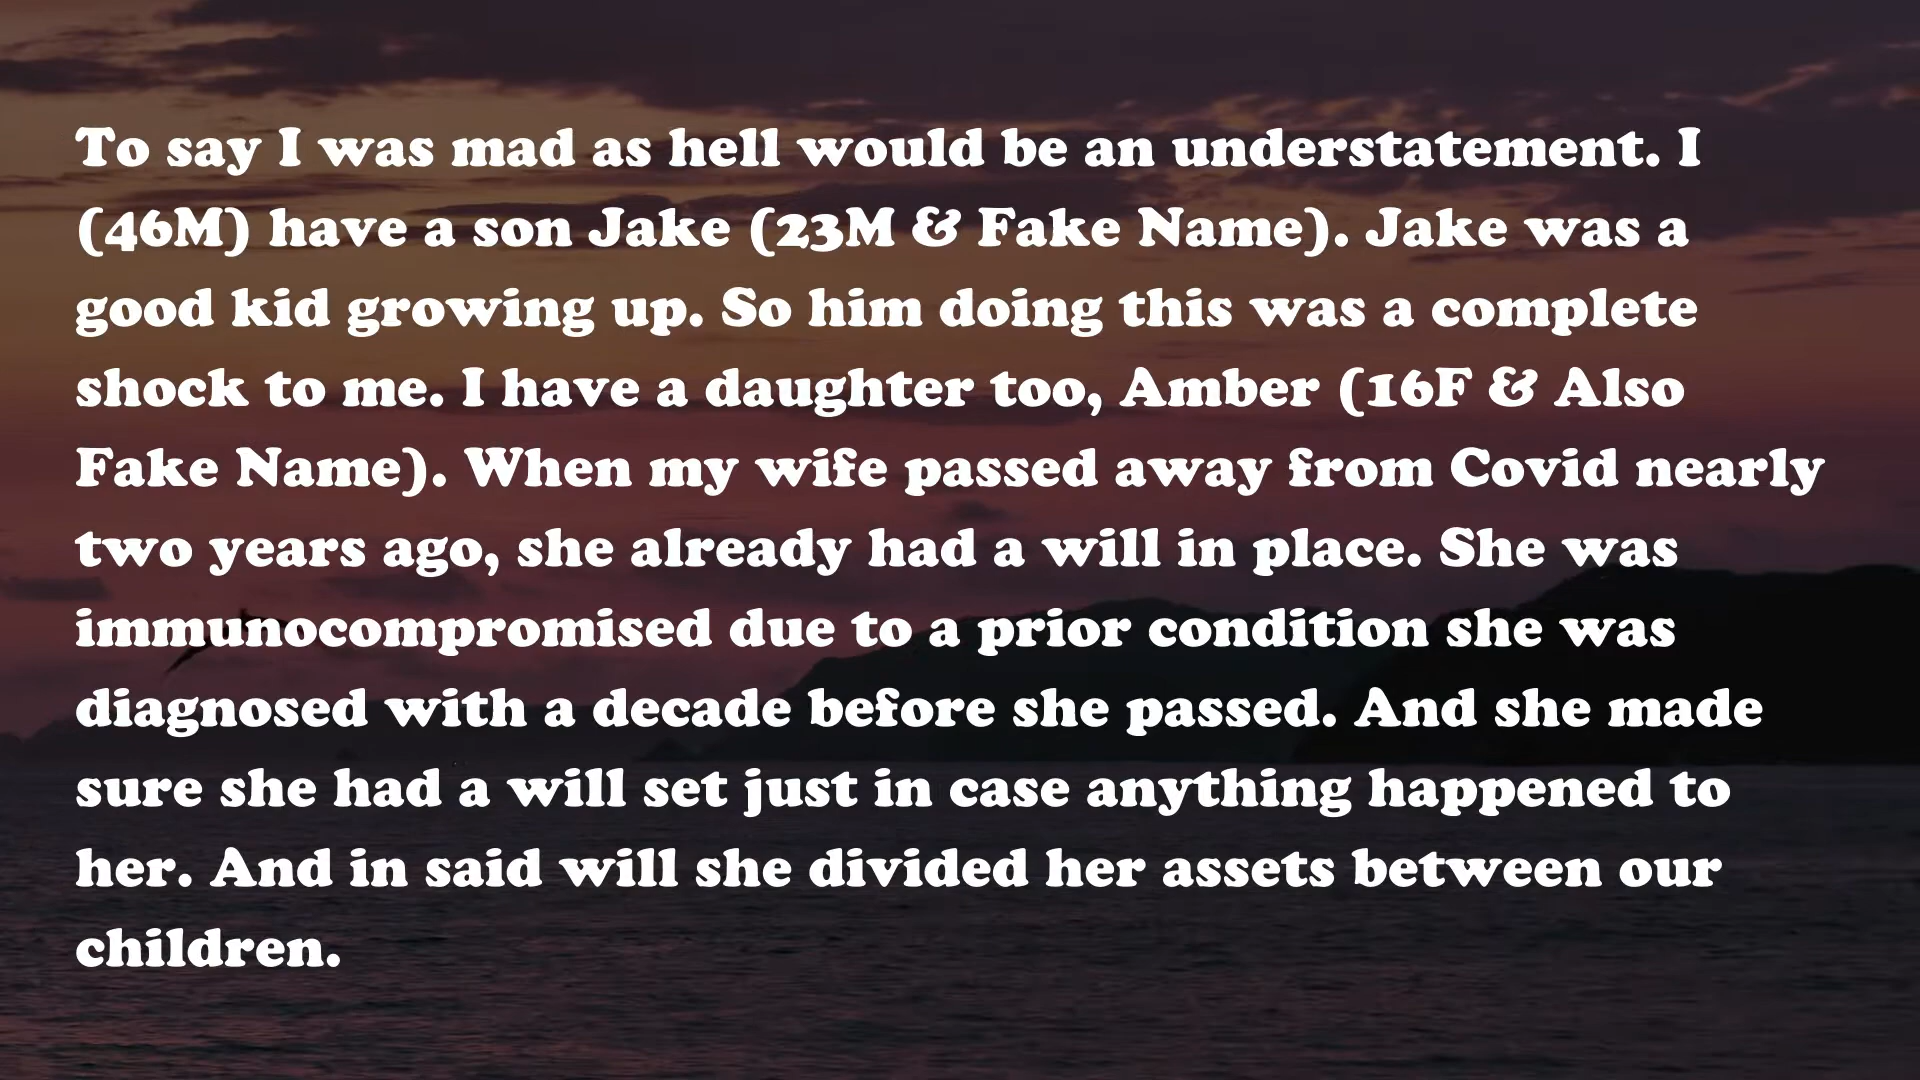 To say I was mad as hell would be an understatement. I
(46M) have a son Jake (23M & Fake Name). Jake was a
good kid growing up. So him doing this was a complete
shock to me. I have a daughter too, Amber (16F & Also
Fake Name). When my wife passed away from Covid nearly
two years ago, she already had a will in place. She was
immunocompromised due to a prior condition she was
diagnosed with a decade before she passed. And she made
sure she had a will set just in case anything happened to
her. And in said will she divided her assets between our
children.